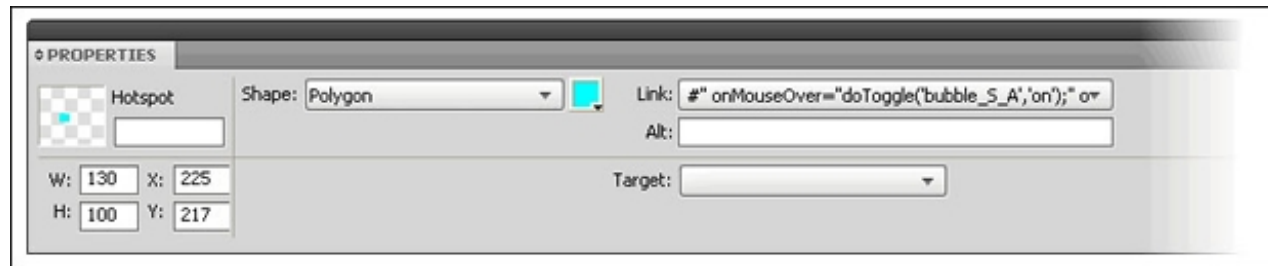 PROPERTIES
Hotspot Shape: Polygon Link: #" onMouseOver="doToggle('bubble_S_A','on');" o
Alt:
W: 130 X: 225 Target:
H: 100 Y: 217